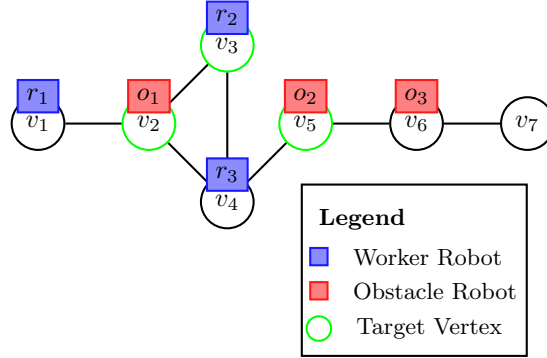 r₂
v₃
r₁ o₁ o₂ o₃
v₁ v₂ v₅ v₆ v₇
r₃
v₄
Legend
Worker Robot
Obstacle Robot
Target Vertex